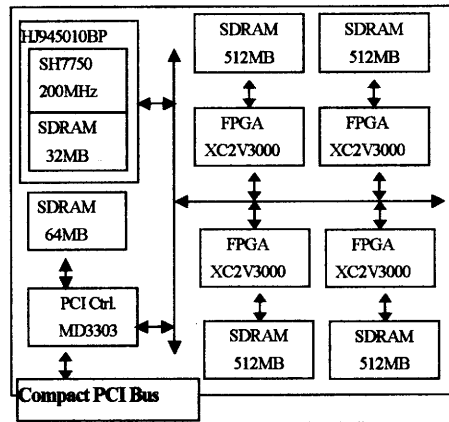 HJ945010BP
SH7750
200MHz
SDRAM
32MB
SDRAM
64MB
PCI Ctrl.
MD3303
Compact PCI Bus
SDRAM
512MB
SDRAM
512MB
FPGA
XC2V3000
FPGA
XC2V3000
FPGA
XC2V3000
FPGA
XC2V3000
SDRAM
512MB
SDRAM
512MB